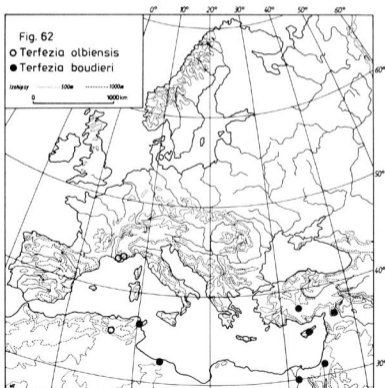 0° 10° 20° 30° 40° 50° 60°
Fig. 62
Terfezia olbiensis
Terfezia boudieri
Izohipsy 500m 1000m
0 1000 km
60°
50°
40°
30°